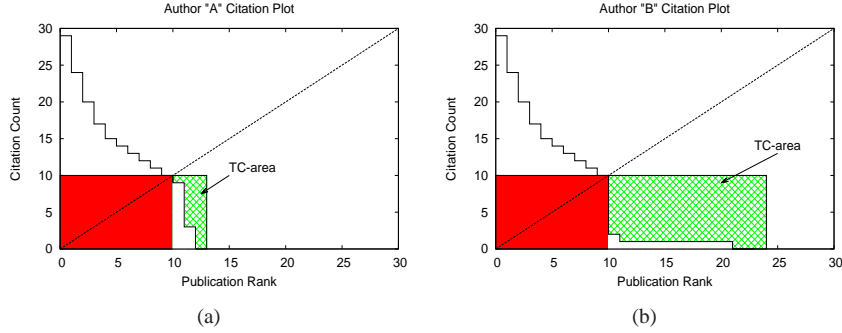 Author "A" Citation Plot
30
25
20
15
10
5
0
Citation Count
TC-area
0 5 10 15 20 25 30
Publication Rank
(a)
Author "B" Citation Plot
30
25
20
15
10
5
0
Citation Count
TC-area
0 5 10 15 20 25 30
Publication Rank
(b)